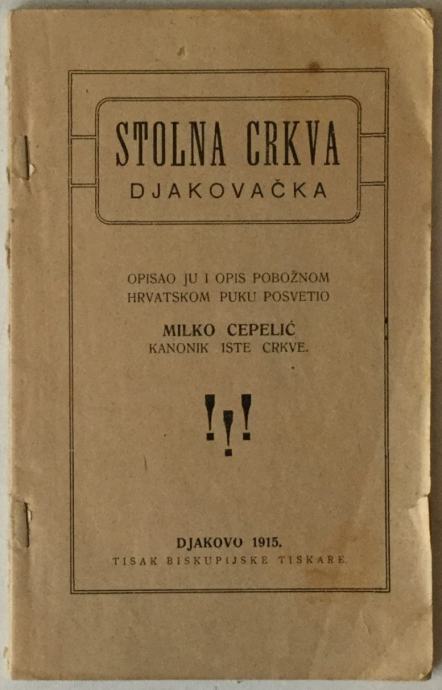 STOLNA CRKVA
DJAKOVAČKA
OPISAO JU I OPIS POBOŽNOM
HRVATSKOM PUKU POSVETIO
MILKO CEPELIĆ
KANONIK ISTE CRKVE.
!!!
DJAKOVO 1915.
TISAK BISKUPIJSKE TISKARE.